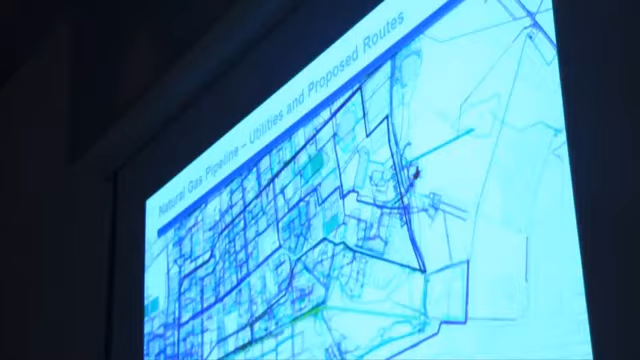 Natural Gas Pipeline – Utilities and Proposed Routes